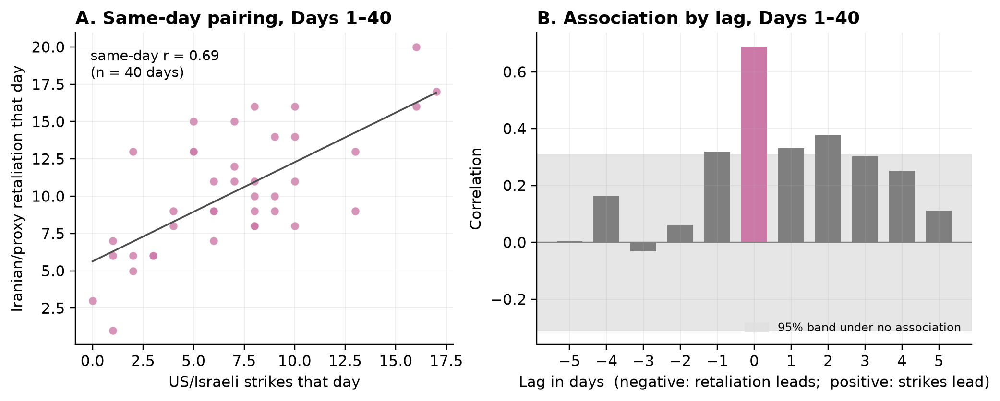 A. Same-day pairing, Days 1–40
same-day r = 0.69
(n = 40 days)
Iranian/proxy retaliation that day
20.0
17.5
15.0
12.5
10.0
7.5
5.0
2.5
0.0 2.5 5.0 7.5 10.0 12.5 15.0 17.5
US/Israeli strikes that day
B. Association by lag, Days 1–40
Correlation
0.6
0.4
0.2
0.0
−0.2
95% band under no association
−5 −4 −3 −2 −1 0 1 2 3 4 5
Lag in days (negative: retaliation leads; positive: strikes lead)